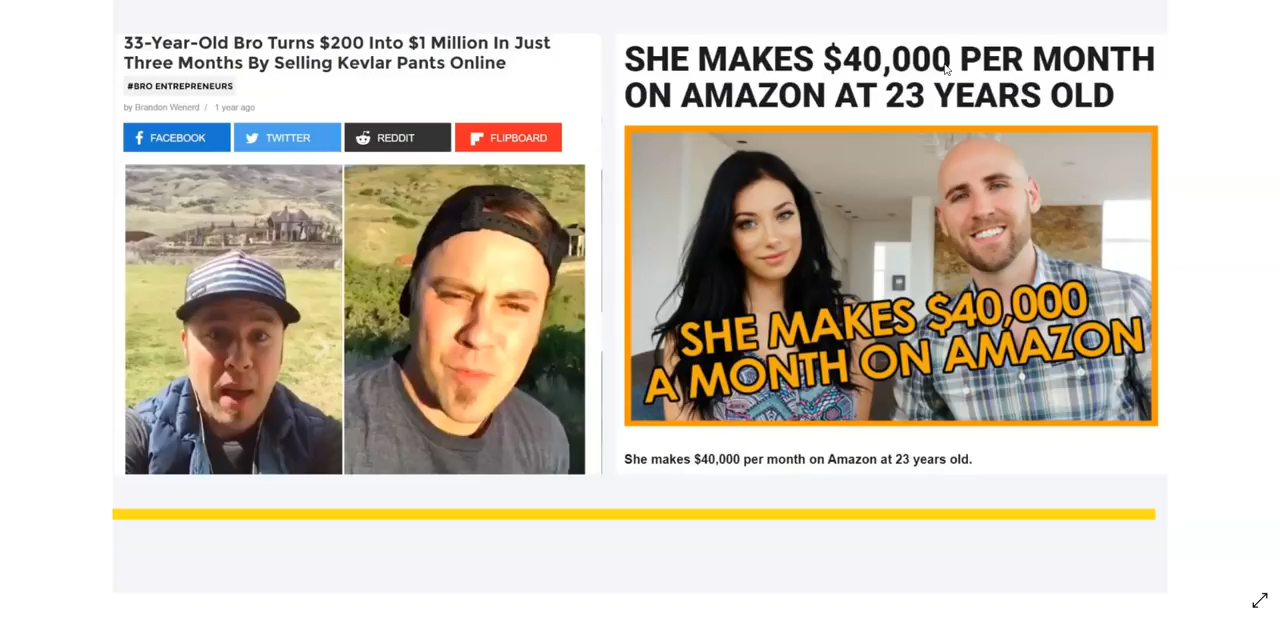 33-Year-Old Bro Turns $200 Into $1 Million In Just
Three Months By Selling Kevlar Pants Online
#BRO ENTREPRENEURS
by Brandon Wenerd / 1 year ago
FACEBOOK TWITTER REDDIT FLIPBOARD
SHE MAKES $40,000 PER MONTH
ON AMAZON AT 23 YEARS OLD
SHE MAKES $40,000
A MONTH ON AMAZON
She makes $40,000 per month on Amazon at 23 years old.